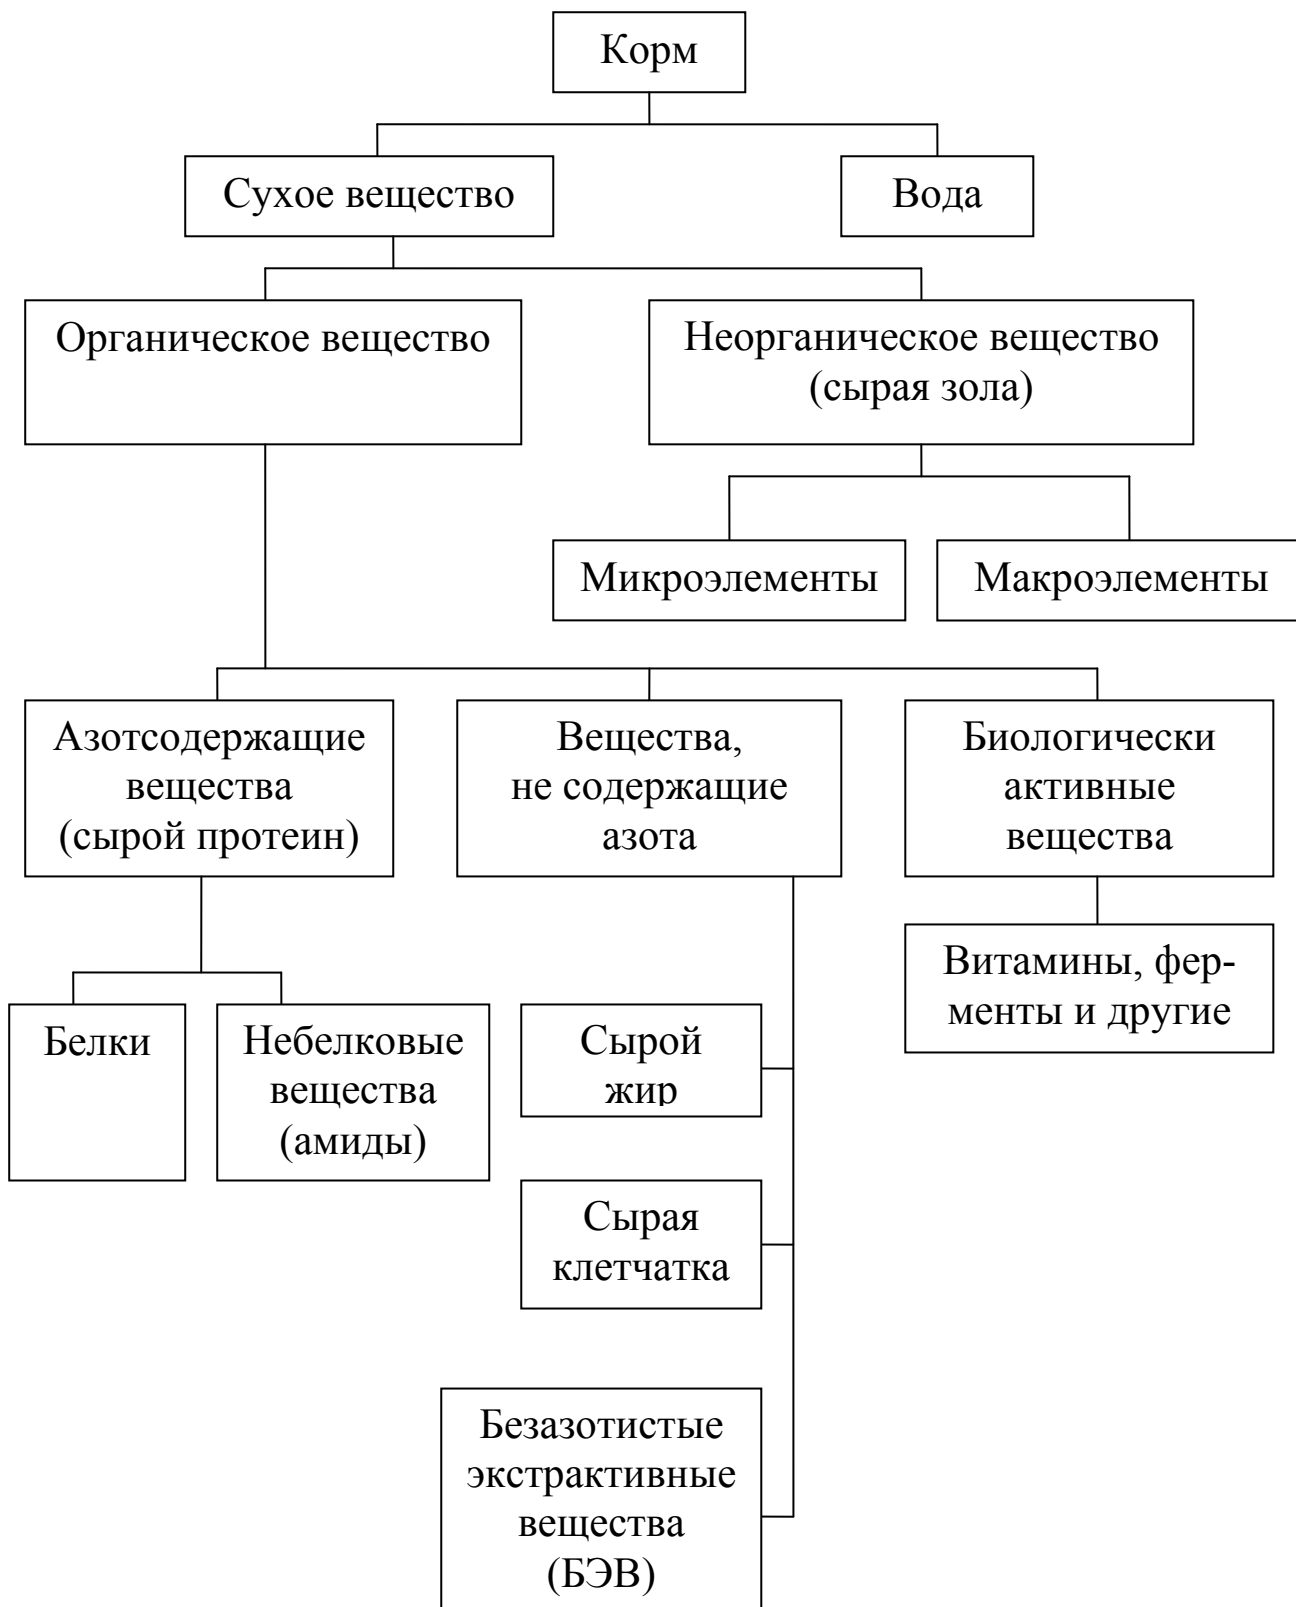 Корм
Сухое вещество
Вода
Органическое вещество
Неорганическое вещество
(сырая зола)
Микроэлементы
Макроэлементы
Азотсодержащие
вещества
(сырой протеин)
Вещества,
не содержащие
азота
Биологически
активные
вещества
Витамины, фер-
менты и другие
Белки
Небелковые
вещества
(амиды)
Сырой
жир
Сырая
клетчатка
Безазотистые
экстрактивные
вещества
(БЭВ)